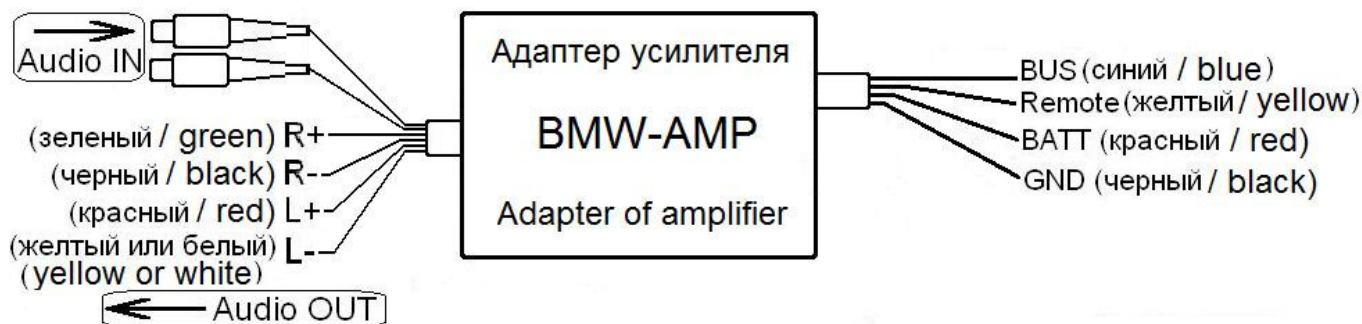 Audio IN
(зеленый / green) R+
(черный / black) R-
(красный / red) L+
(желтый или белый) L-
(yellow or white)
Audio OUT
Адаптер усилителя
BMW-AMP
Adapter of amplifier
BUS (синий / blue)
Remote (желтый / yellow)
BATT (красный / red)
GND (черный / black)